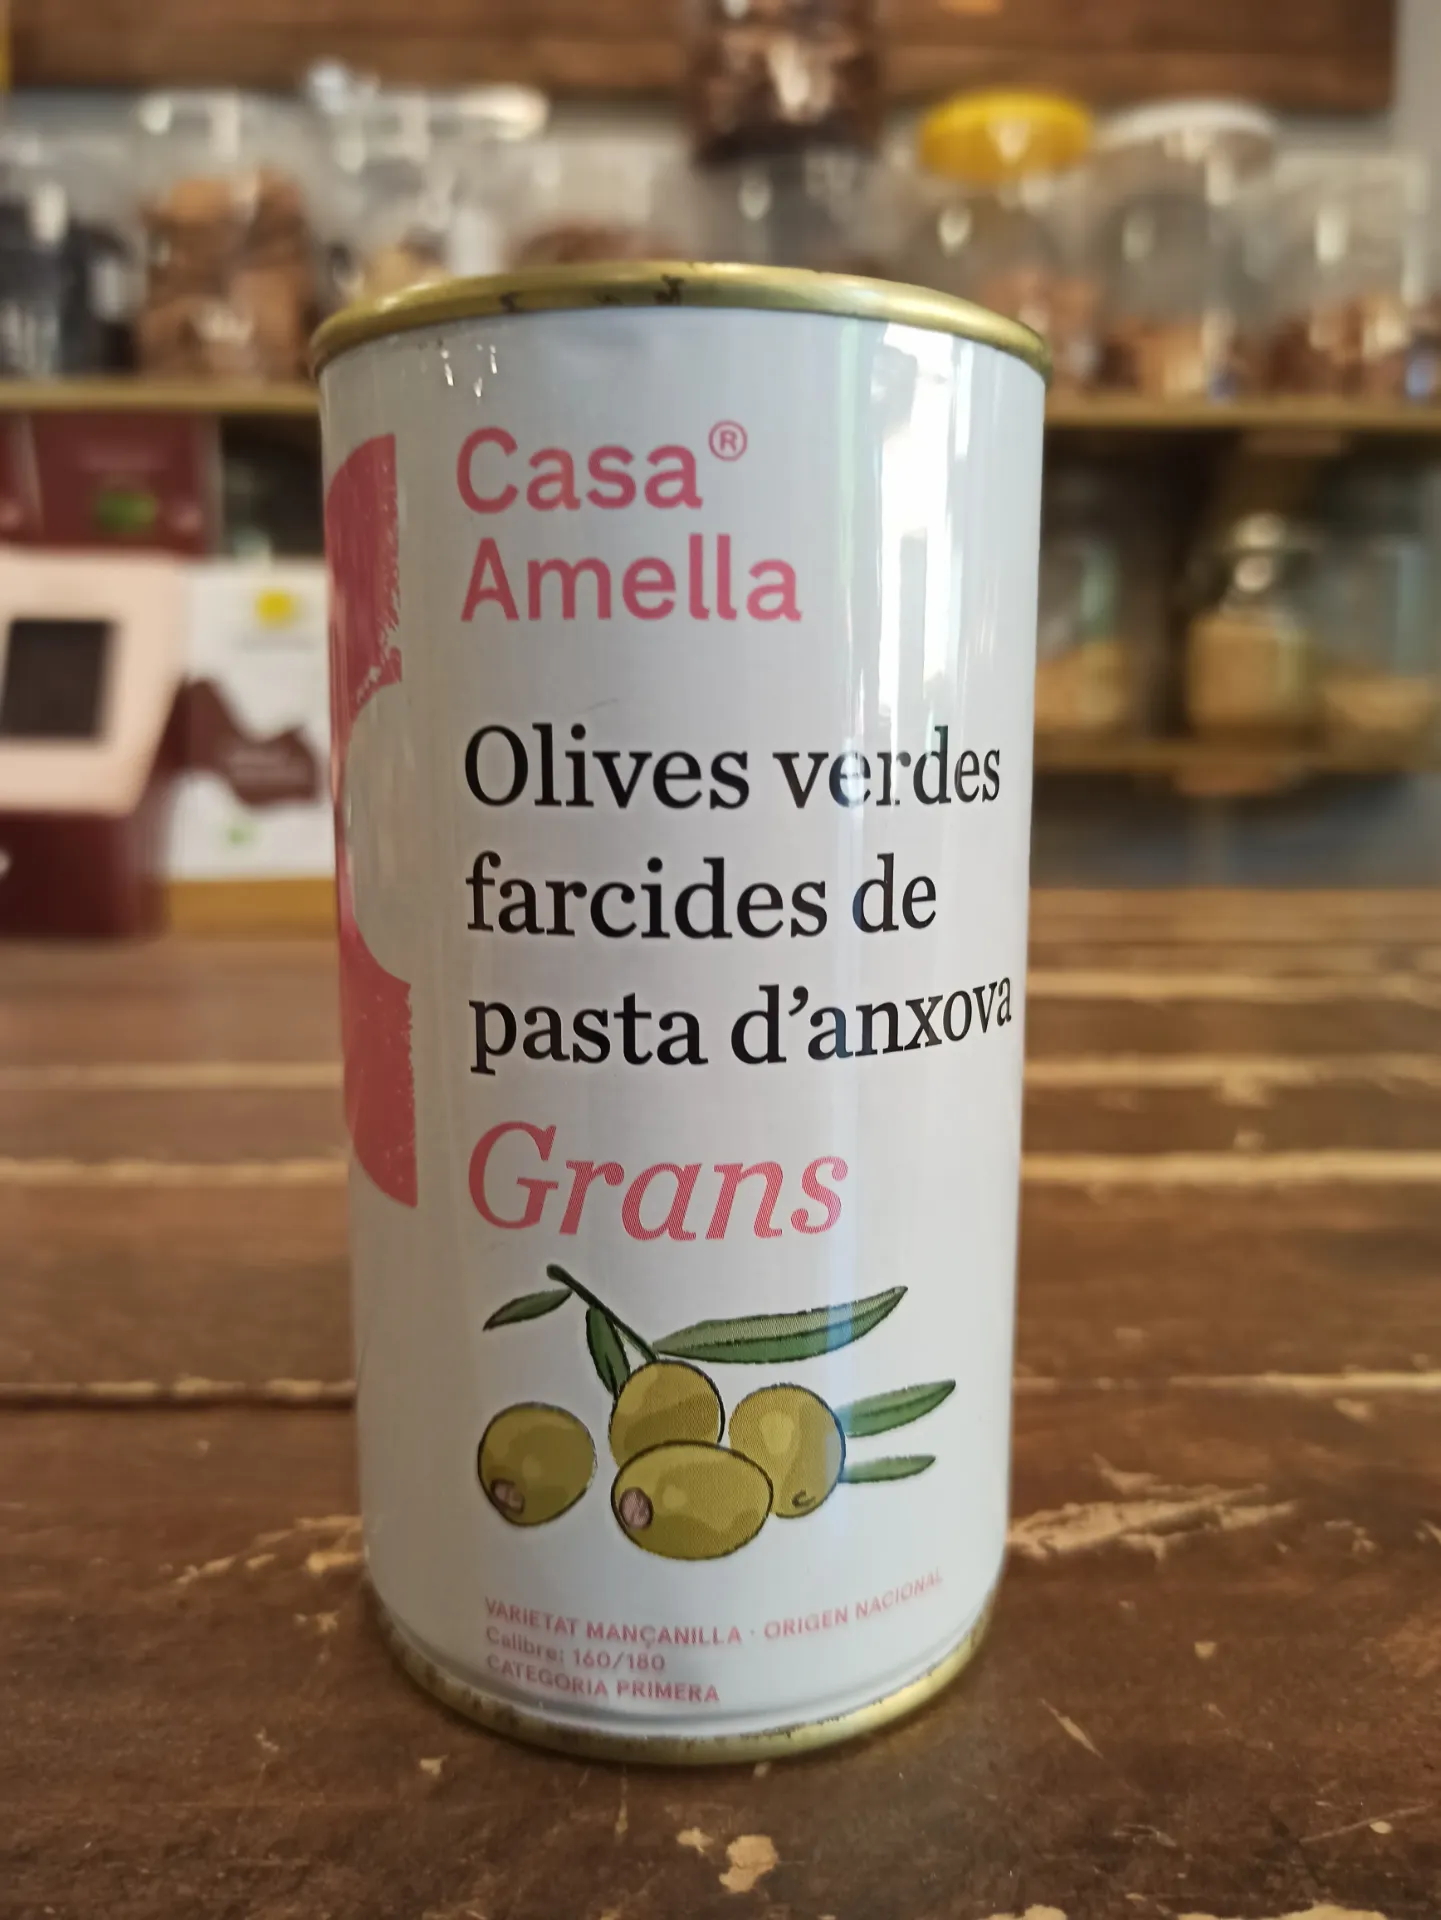 Casa®
Amella
Olives verdes
farcides de
pasta d’anxova
Grans
VARIETAT MANÇANILLA · ORIGEN NACIONAL
Calibre: 160/180
CATEGORIA PRIMERA